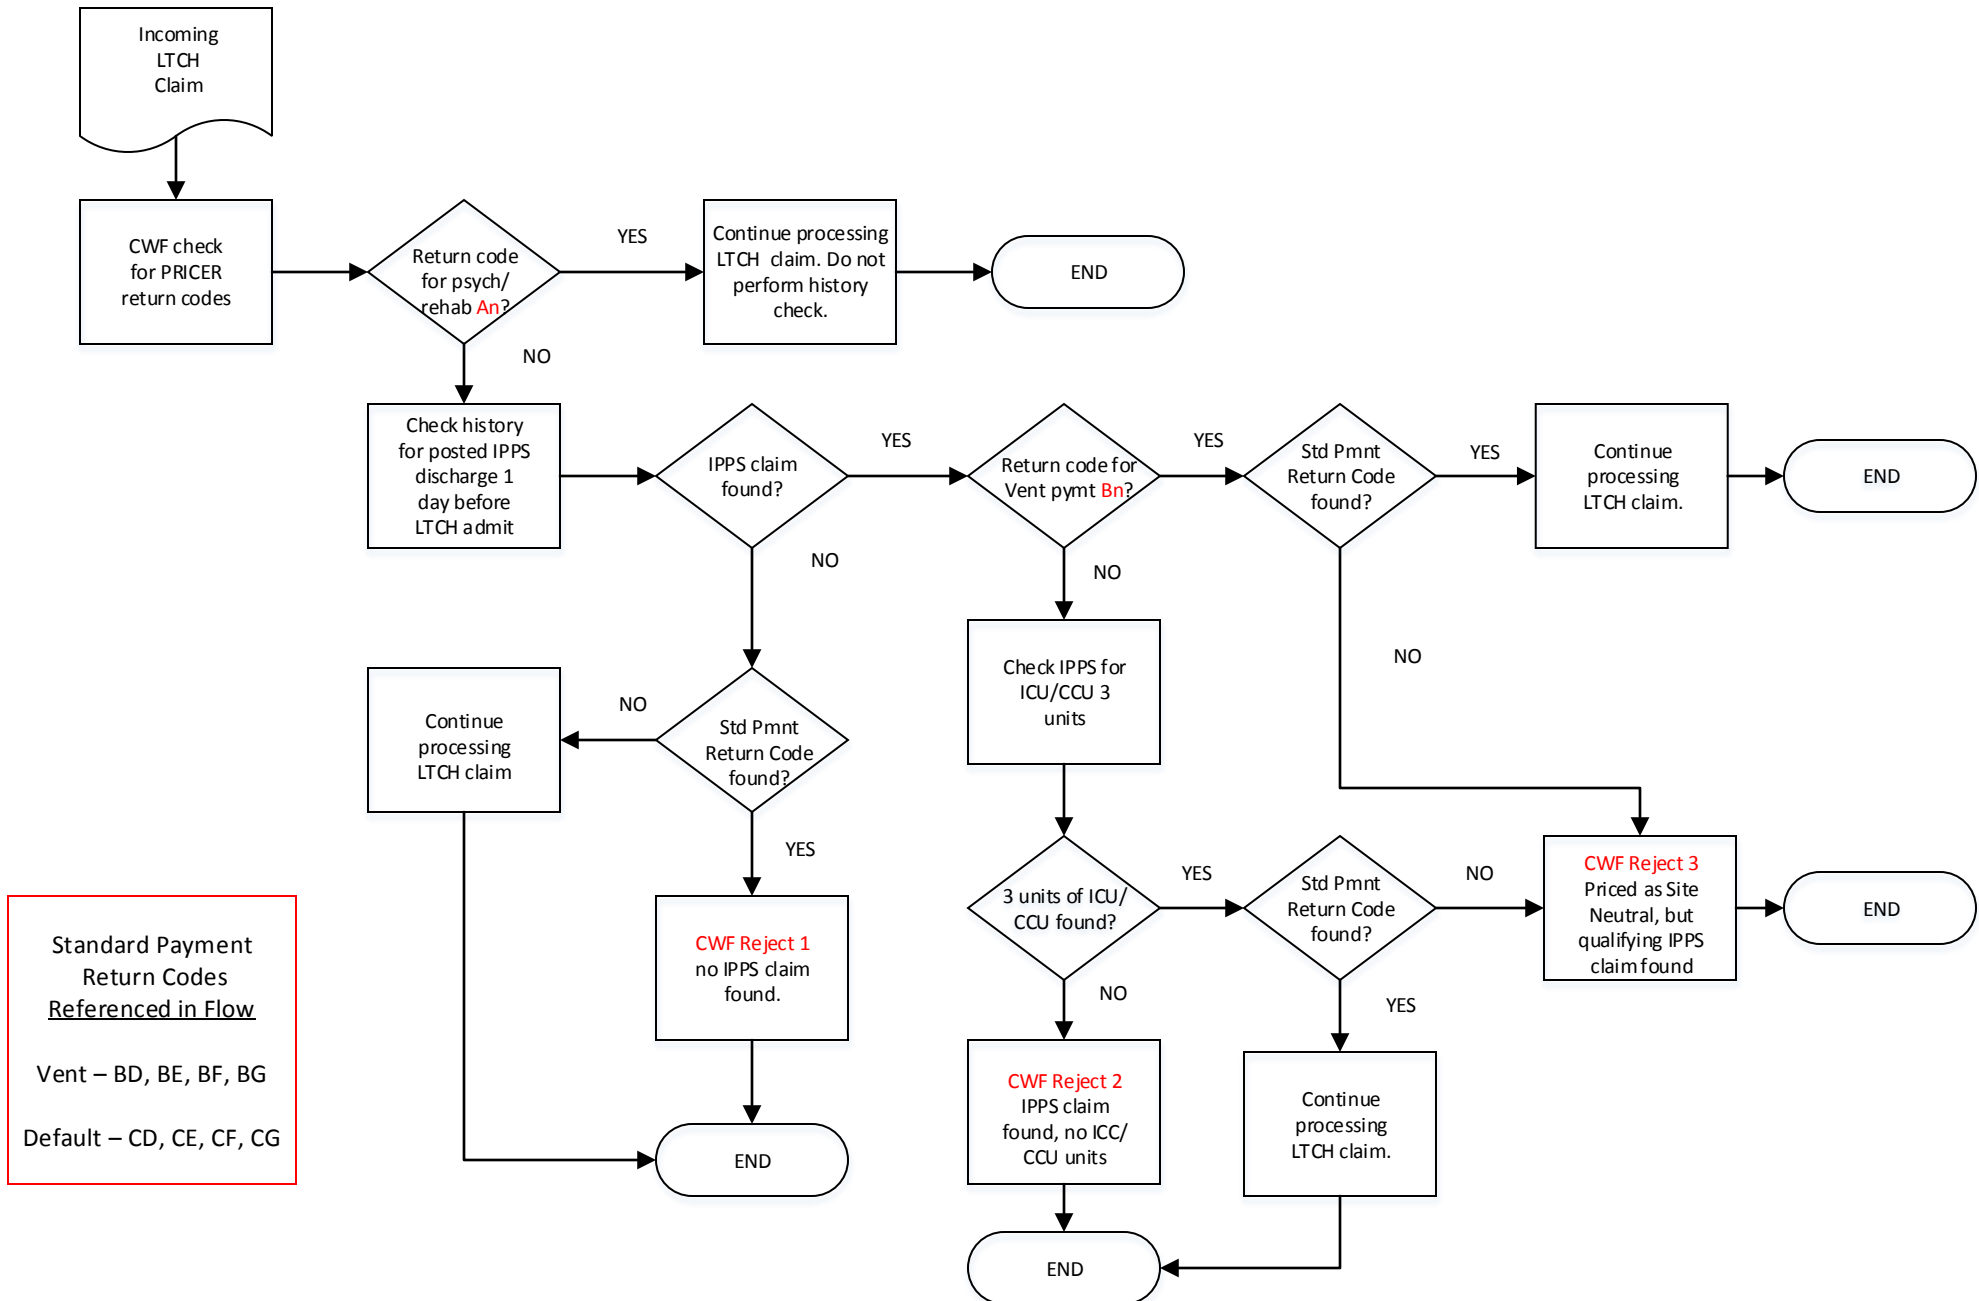 Incoming
LTCH
Claim
CWF check
for PRICER
return codes
Return code
for psych/
rehab An?
YES
Continue processing
LTCH claim. Do not
perform history
check.
END
NO
Check history
for posted IPPS
discharge 1
day before
LTCH admit
IPPS claim
found?
YES
Return code for
Vent pymt Bn?
YES
Std Pmnt
Return Code
found?
YES
Continue
processing
LTCH claim.
END
NO
NO
NO
Check IPPS for
ICU/CCU 3
units
Continue
processing
LTCH claim
NO
Std Pmnt
Return Code
found?
YES
3 units of ICU/
CCU found?
YES
Std Pmnt
Return Code
found?
NO
CWF Reject 3
Priced as Site
Neutral, but
qualifying IPPS
claim found
END
Standard Payment
Return Codes
Referenced in Flow
Vent – BD, BE, BF, BG
Default – CD, CE, CF, CG
CWF Reject 1
no IPPS claim
found.
NO
YES
CWF Reject 2
IPPS claim
found, no ICC/
CCU units
Continue
processing
LTCH claim.
END
END